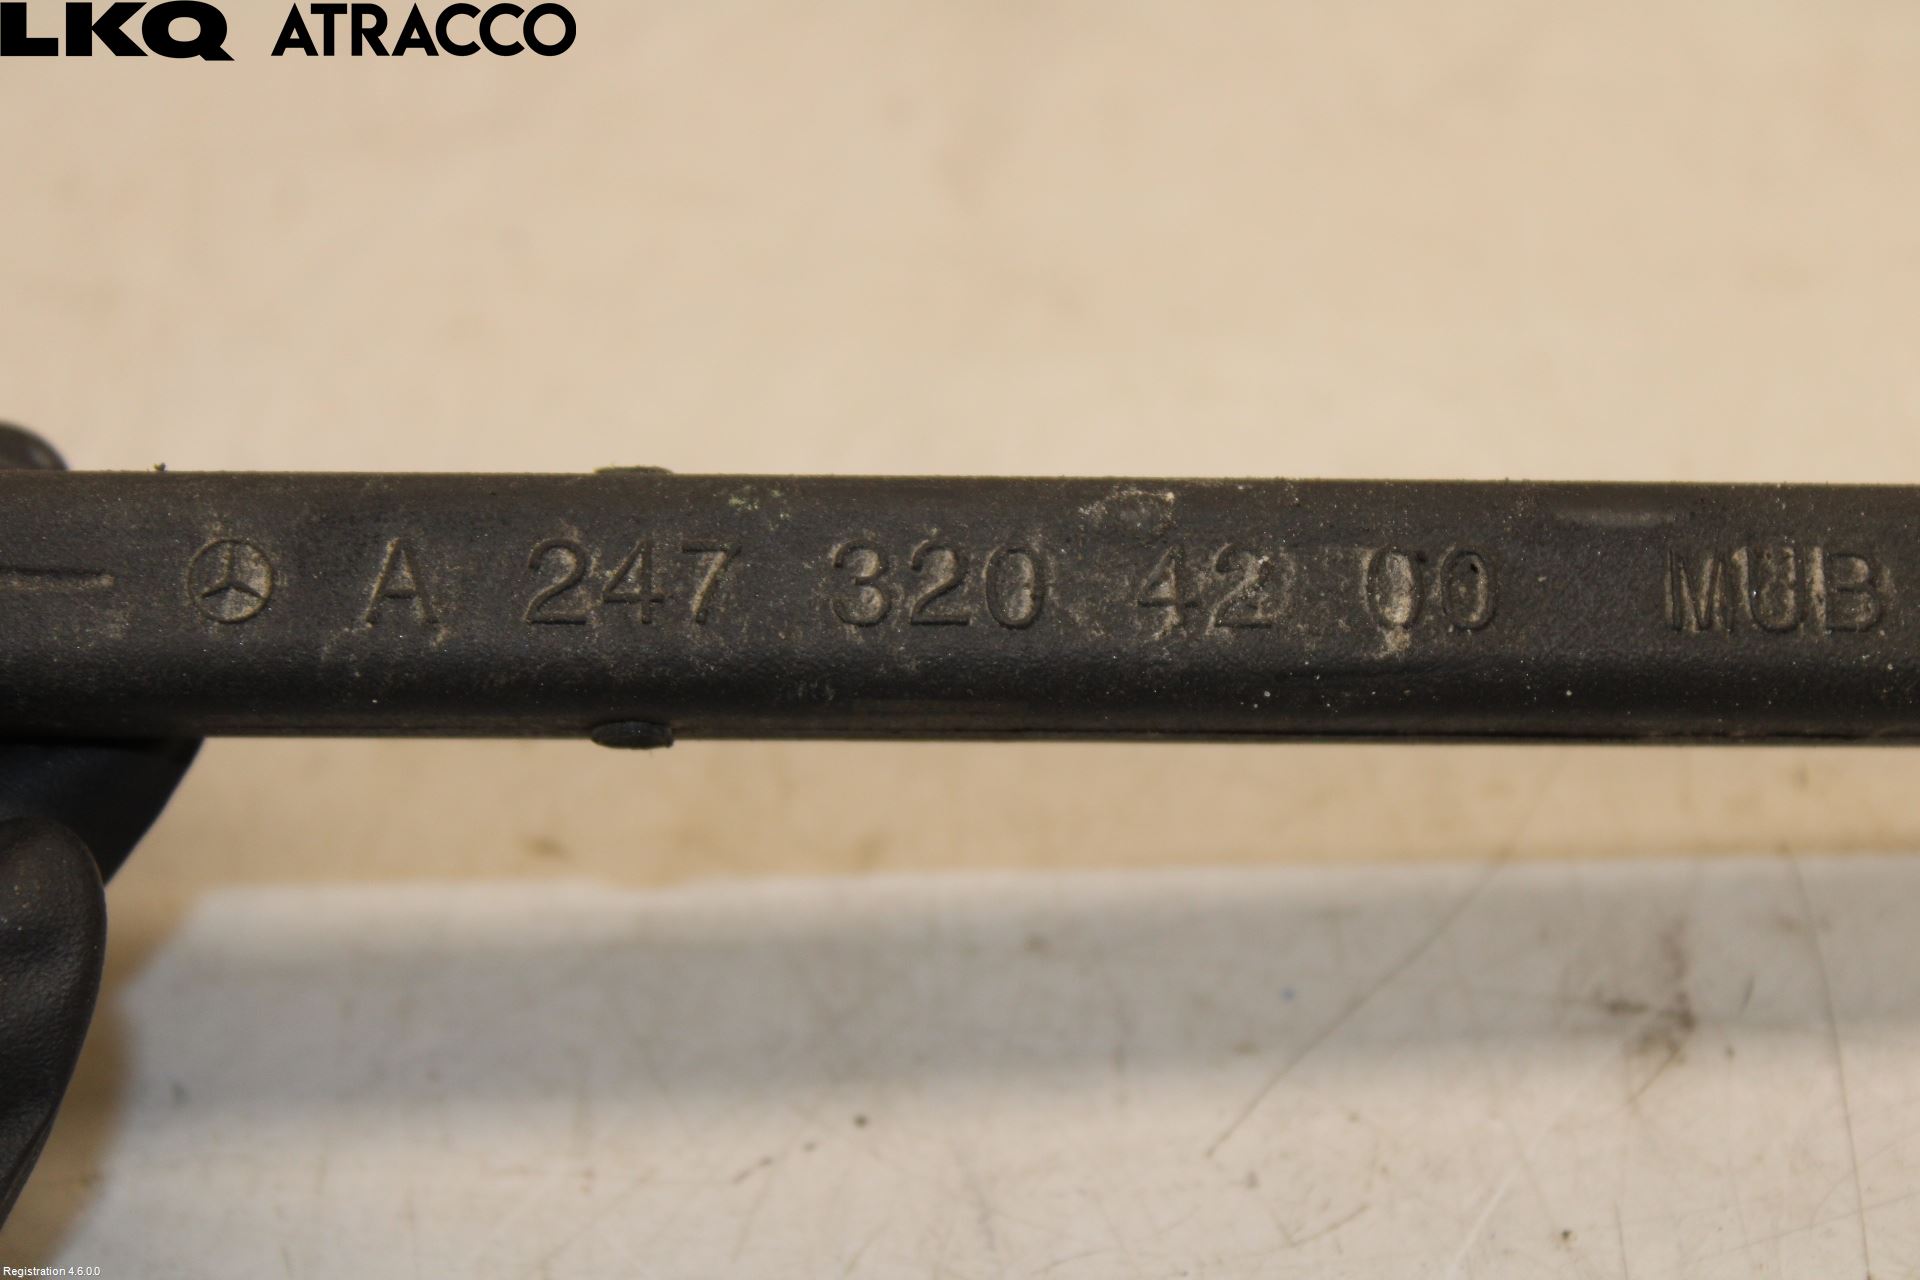 LKQ ATRACCO
A 247 320 42 00 MUB
Registration 4.6.0.0